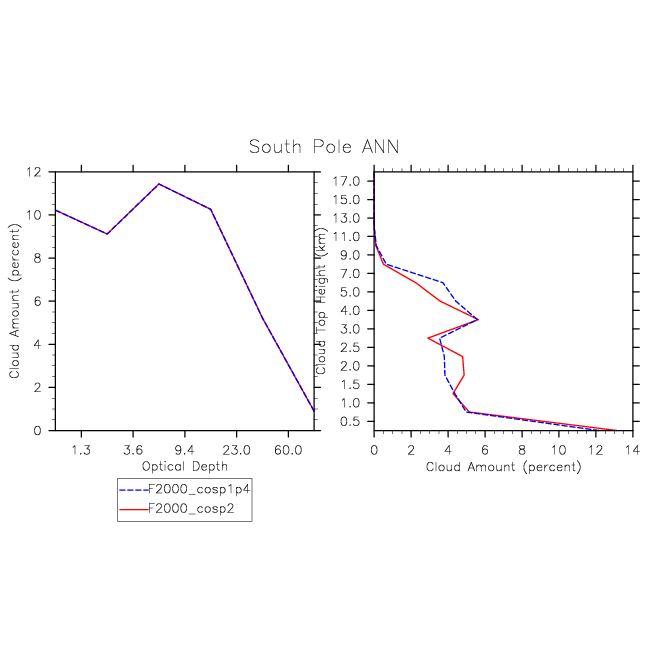 South Pole ANN
12
10
8
6
4
2
0
Cloud Amount (percent)
1.3 3.6 9.4 23.0 60.0
Optical Depth
17.0
15.0
13.0
11.0
9.0
7.0
5.0
4.0
3.0
2.5
2.0
1.5
1.0
0.5
Cloud Top Height (km)
0 2 4 6 8 10 12 14
Cloud Amount (percent)
F2000_cosp1p4
F2000_cosp2